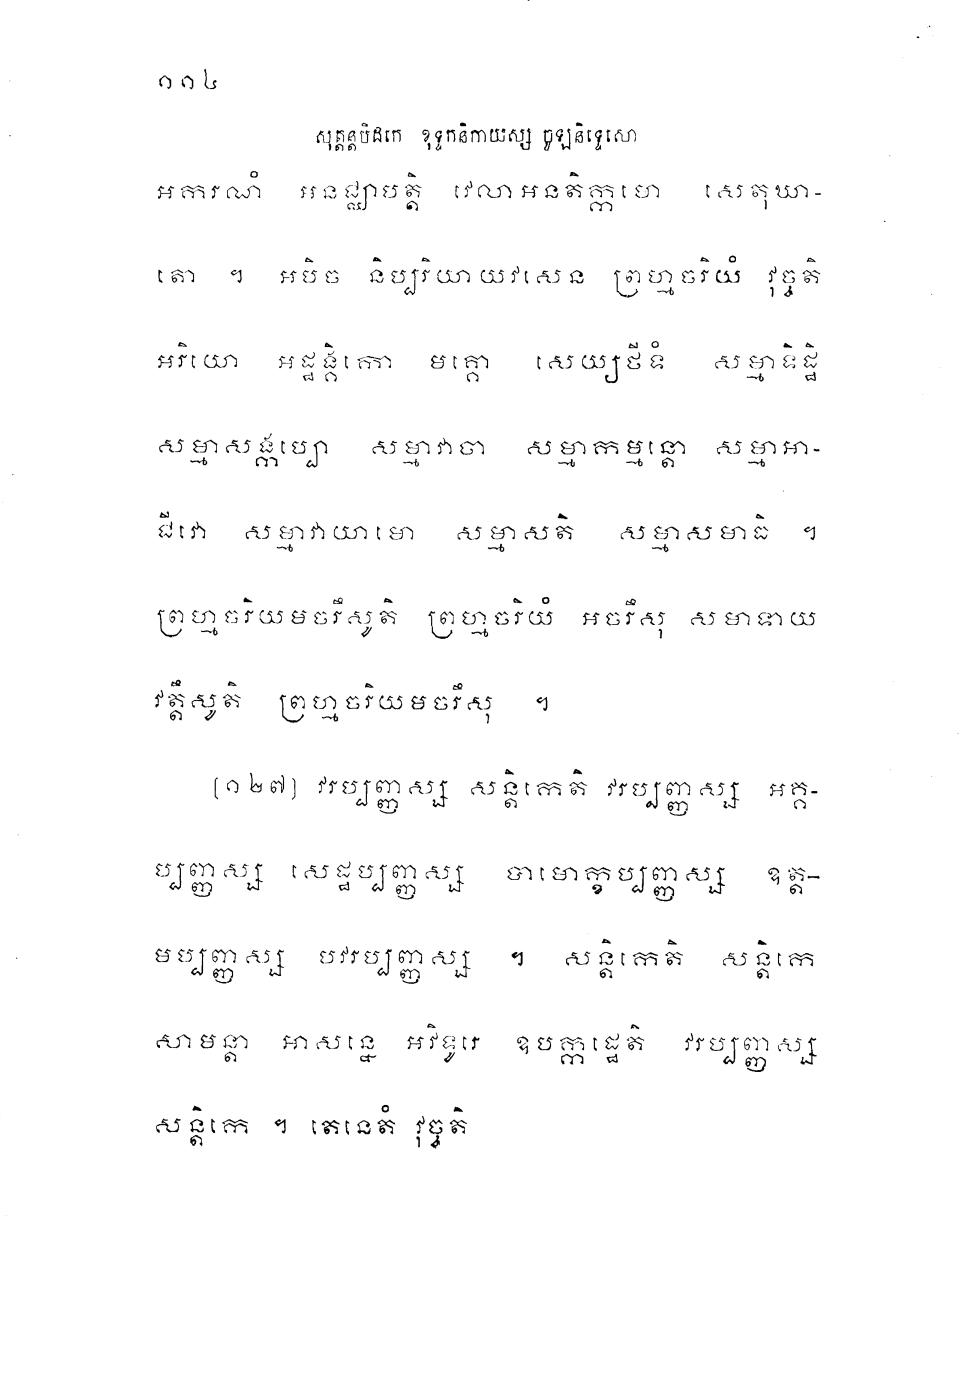 ១១៤
សុត្តន្តបិដកេ ខុទ្ទកនិកាយស្ស ចូឡនិទ្ទេសោ
អករណំ អនជ្ឈាបត្តិ វេលាអនតិក្កមោ សេតុឃា-
តោ ។ អបិច និប្បរិយាយវសេន ព្រហ្មចរិយំ វុច្ចតិ
អរិយោ អដ្ឋង្គិកោ មគ្គោ សេយ្យថីទំ សម្មាទិដ្ឋិ
សម្មាសង្កប្បោ សម្មាវាចា សម្មាកម្មន្តោ សម្មាអា-
ជីវោ សម្មាវាយាមោ សម្មាសតិ សម្មាសមាធិ ។
ព្រហ្មចរិយមចរឹសូតិ ព្រហ្មចរិយំ អចរឹសុ សមាទាយ
វត្តឹសូតិ ព្រហ្មចរិយមចរឹសុ ។
[១២៧] វរប្បញ្ញស្ស សន្តិកេតិ វរប្បញ្ញស្ស អគ្គ-
ប្បញ្ញស្ស សេដ្ឋប្បញ្ញស្ស បាមោក្ខប្បញ្ញស្ស ឧត្ត-
មប្បញ្ញស្ស បវរប្បញ្ញស្ស ។ សន្តិកេតិ សន្តិកេ
សាមន្តា អាសន្នេ អវិទូរេ ឧបក្កដ្ឋេតិ វរប្បញ្ញស្ស
សន្តិកេ ។ តេនេតំ វុច្ចតិ